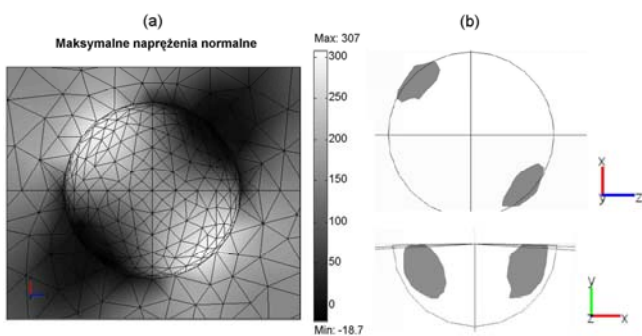 (a)
(b)
Maksymalne naprężenia normalne
Max: 307
300
250
200
150
100
50
0
Min: -18.7
x
y
z
y
z
x